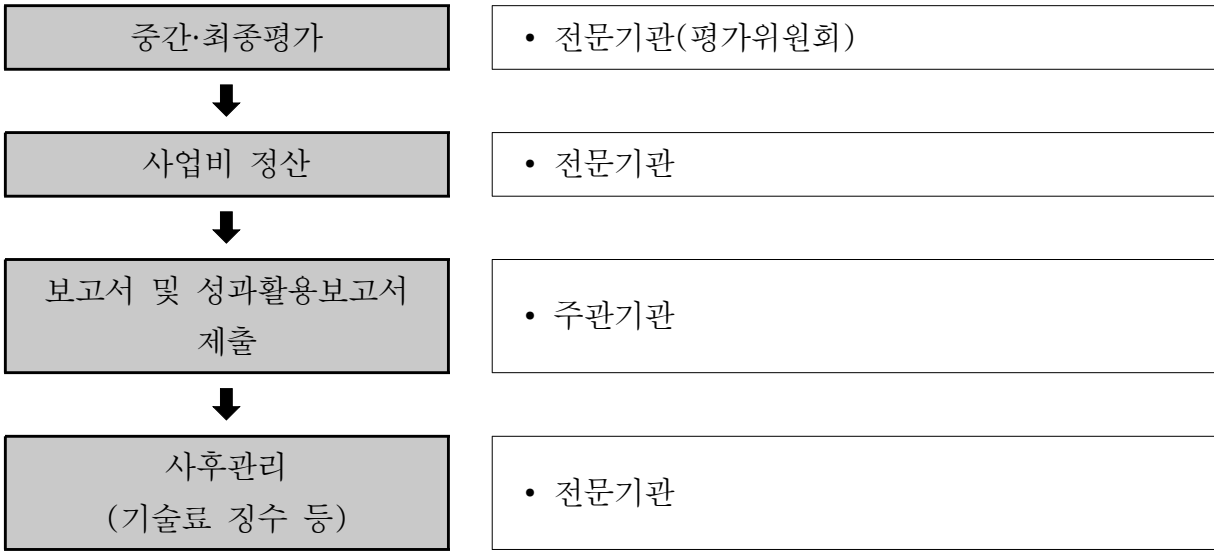 중간·최종평가
• 전문기관(평가위원회)
사업비 정산
• 전문기관
보고서 및 성과활용보고서
제출
• 주관기관
사후관리
(기술료 징수 등)
• 전문기관